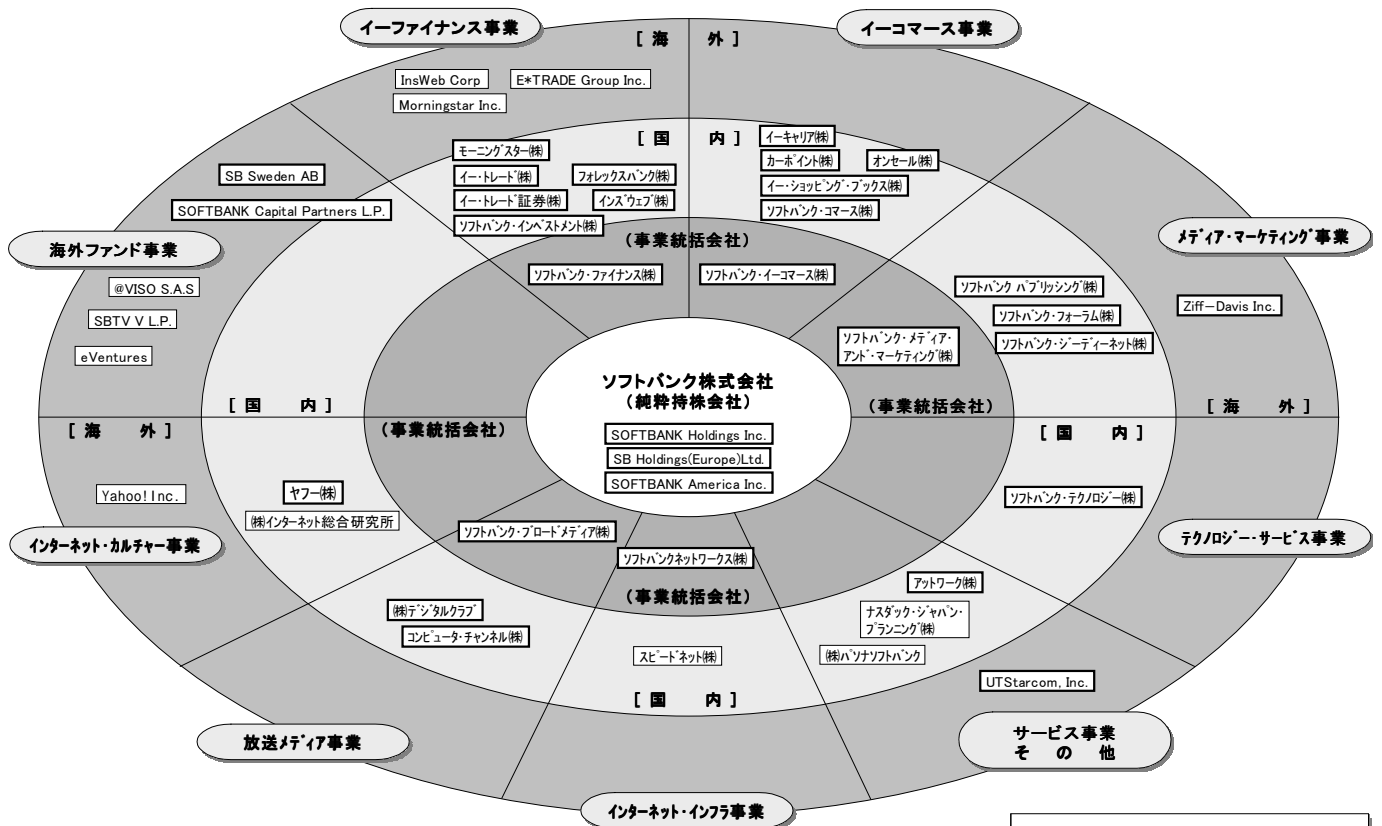 イーファイナンス事業
イーコマース事業
[ 海 外 ]
InsWeb Corp
E*TRADE Group Inc.
Morningstar Inc.
[ 国 内 ]
モーニングスター㈱
イー・トレード㈱
フォレックスバンク㈱
イー・トレード証券㈱
インズウェブ㈱
ソフトバンク・インベストメント㈱
イーキャリア㈱
カーポイント㈱
オンセール㈱
イー・ショッピング・ブックス㈱
ソフトバンク・コマース㈱
SB Sweden AB
SOFTBANK Capital Partners L.P.
海外ファンド事業
@VISO S.A.S
SBTV V L.P.
eVentures
(事業統括会社)
ソフトバンク・ファイナンス㈱
ソフトバンク・イーコマース㈱
メディア・マーケティング事業
ソフトバンク パブリッシング㈱
ソフトバンク・フォーラム㈱
ソフトバンク・ジーディーネット㈱
Ziff-Davis Inc.
ソフトバンク・メディア・
アンド・マーケティング㈱
ソフトバンク株式会社
(純粋持株会社)
SOFTBANK Holdings Inc.
SB Holdings(Europe)Ltd.
SOFTBANK America Inc.
[ 国 内 ]
(事業統括会社)
[ 海 外 ]
[ 海 外 ]
(事業統括会社)
[ 国 内 ]
Yahoo! Inc.
ヤフー㈱
㈱インターネット総合研究所
インターネット・カルチャー事業
ソフトバンク・テクノロジー㈱
テクノロジー・サービス事業
ソフトバンク・ブロードメディア㈱
ソフトバンクネットワークス㈱
(事業統括会社)
㈱デジタルクラブ
コンピュータ・チャンネル㈱
スピードネット㈱
[ 国 内 ]
アットワーク㈱
ナスダック・ジャパン・
プランニング㈱
㈱パソナソフトバンク
UTStarcom, Inc.
放送メディア事業
サービス事業
そ の 他
インターネット・インフラ事業